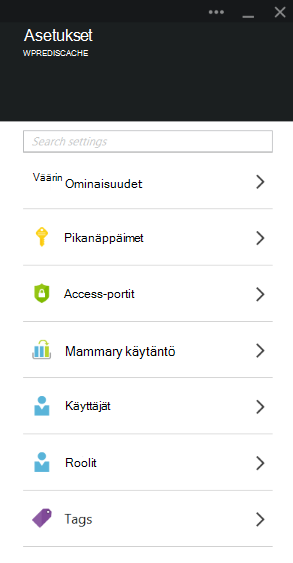 Asetukset
WPREDISCACHE
Search settings
Väärin Ominaisuudet
Pikanäppäimet
Access-portit
Mammary käytäntö
Käyttäjät
Roolit
Tags